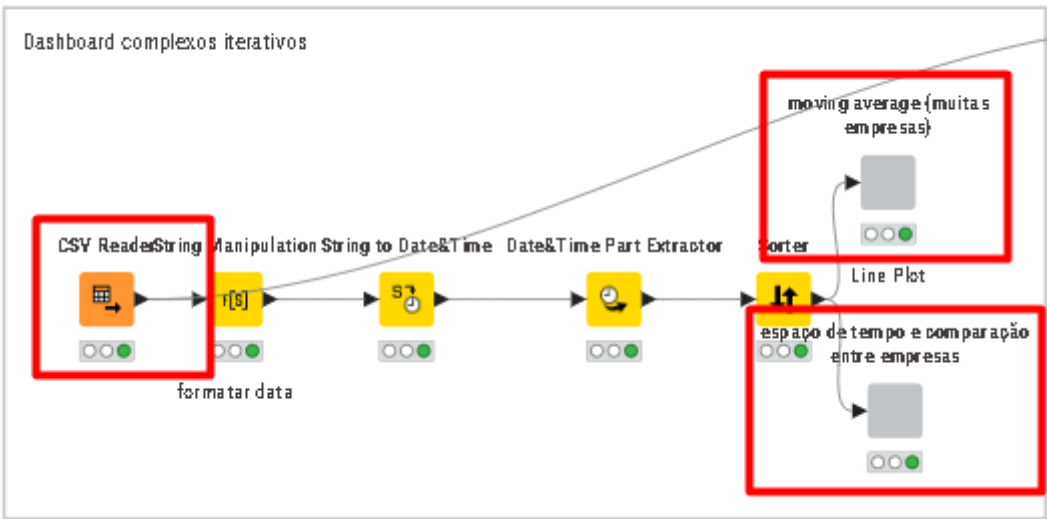 Dashboard complexos iterativos
moving average (muitas
empresas)
CSV Reader String Manipulation String to Date&Time Date&Time Part Extractor Sorter
r[S]
S
Line Plot
espaço de tempo e comparação
entre empresas
formatar data